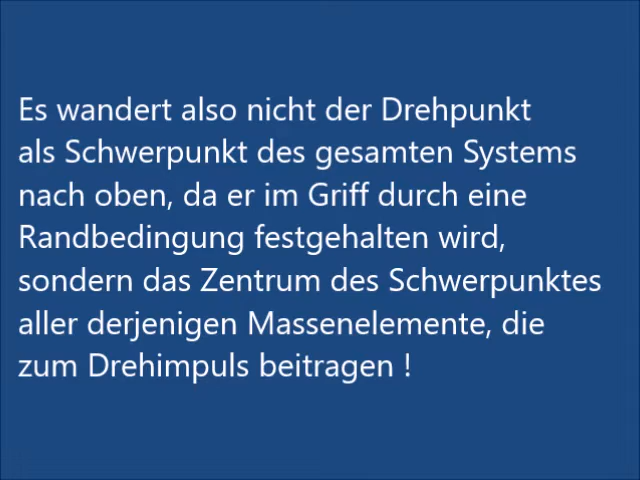 Es wandert also nicht der Drehpunkt
als Schwerpunkt des gesamten Systems
nach oben, da er im Griff durch eine
Randbedingung festgehalten wird,
sondern das Zentrum des Schwerpunktes
aller derjenigen Massenelemente, die
zum Drehimpuls beitragen !